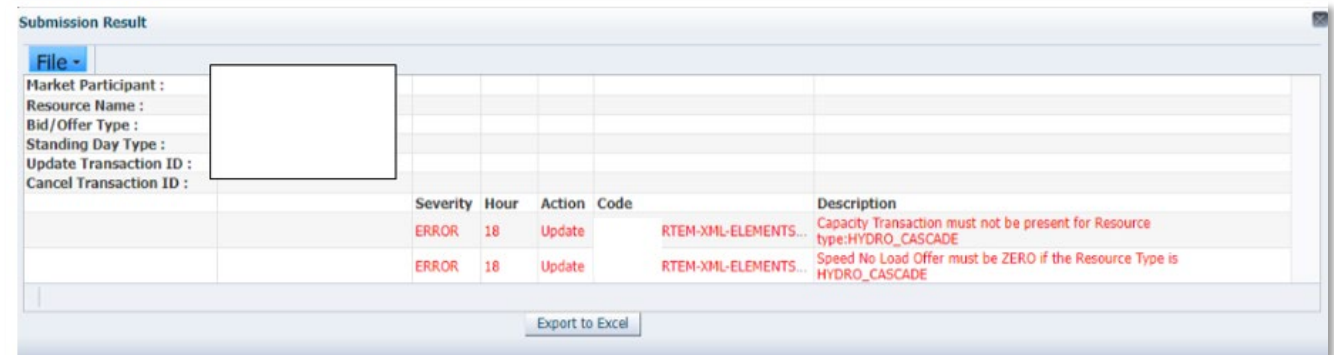 Submission Result
File
Market Participant :
Resource Name :
Bid/Offer Type :
Standing Day Type :
Update Transaction ID :
Cancel Transaction ID :
Severity Hour Action Code Description
ERROR 18 Update RTEM-XML-ELEMENTS... Capacity Transaction must not be present for Resource
type:HYDRO_CASCADE
ERROR 18 Update RTEM-XML-ELEMENTS... Speed No Load Offer must be ZERO if the Resource Type is
HYDRO_CASCADE
Export to Excel